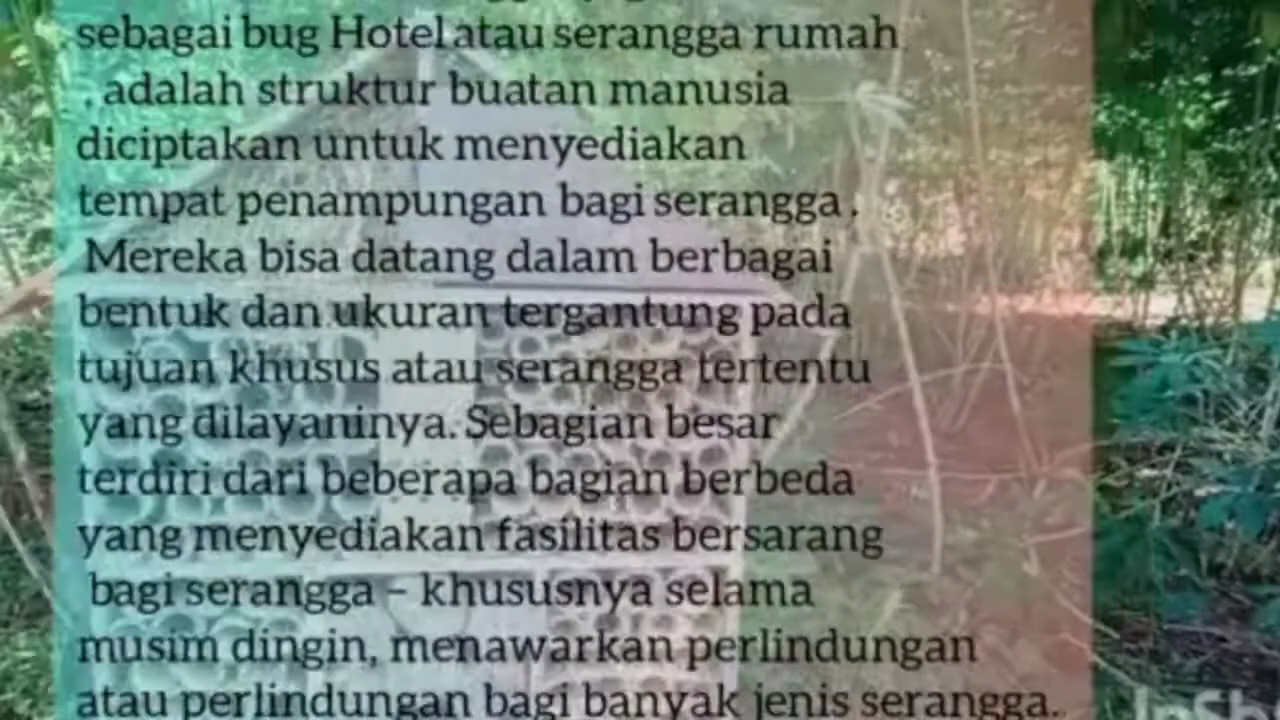 sebagai bug Hotel atau serangga rumah
, adalah struktur buatan manusia
diciptakan untuk menyediakan
tempat penampungan bagi serangga .
Mereka bisa datang dalam berbagai
bentuk dan ukuran tergantung pada
tujuan khusus atau serangga tertentu
yang dilayaninya. Sebagian besar
terdiri dari beberapa bagian berbeda
yang menyediakan fasilitas bersarang
bagi serangga – khususnya selama
musim dingin, menawarkan perlindungan
atau perlindungan bagi banyak jenis serangga.